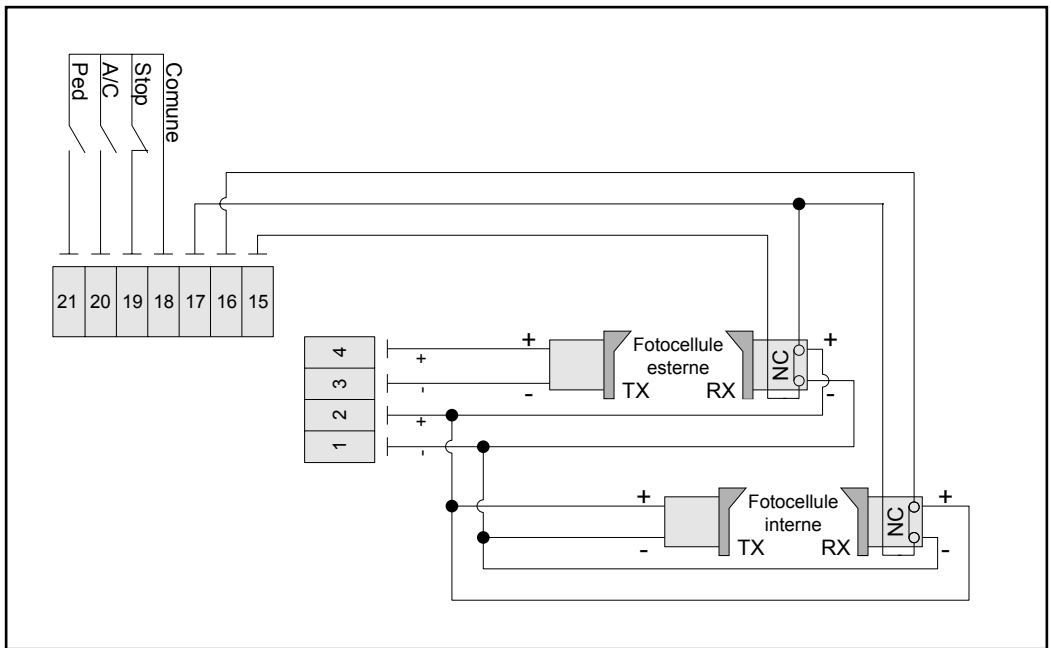 Ped
A/C
Stop
Comune
21 20 19 18 17 16 15
4 +
3 -
2 +
1 -
+ Fotocellule +
esterne
NC
- TX RX -
+ Fotocellule +
interne
NC
- TX RX -